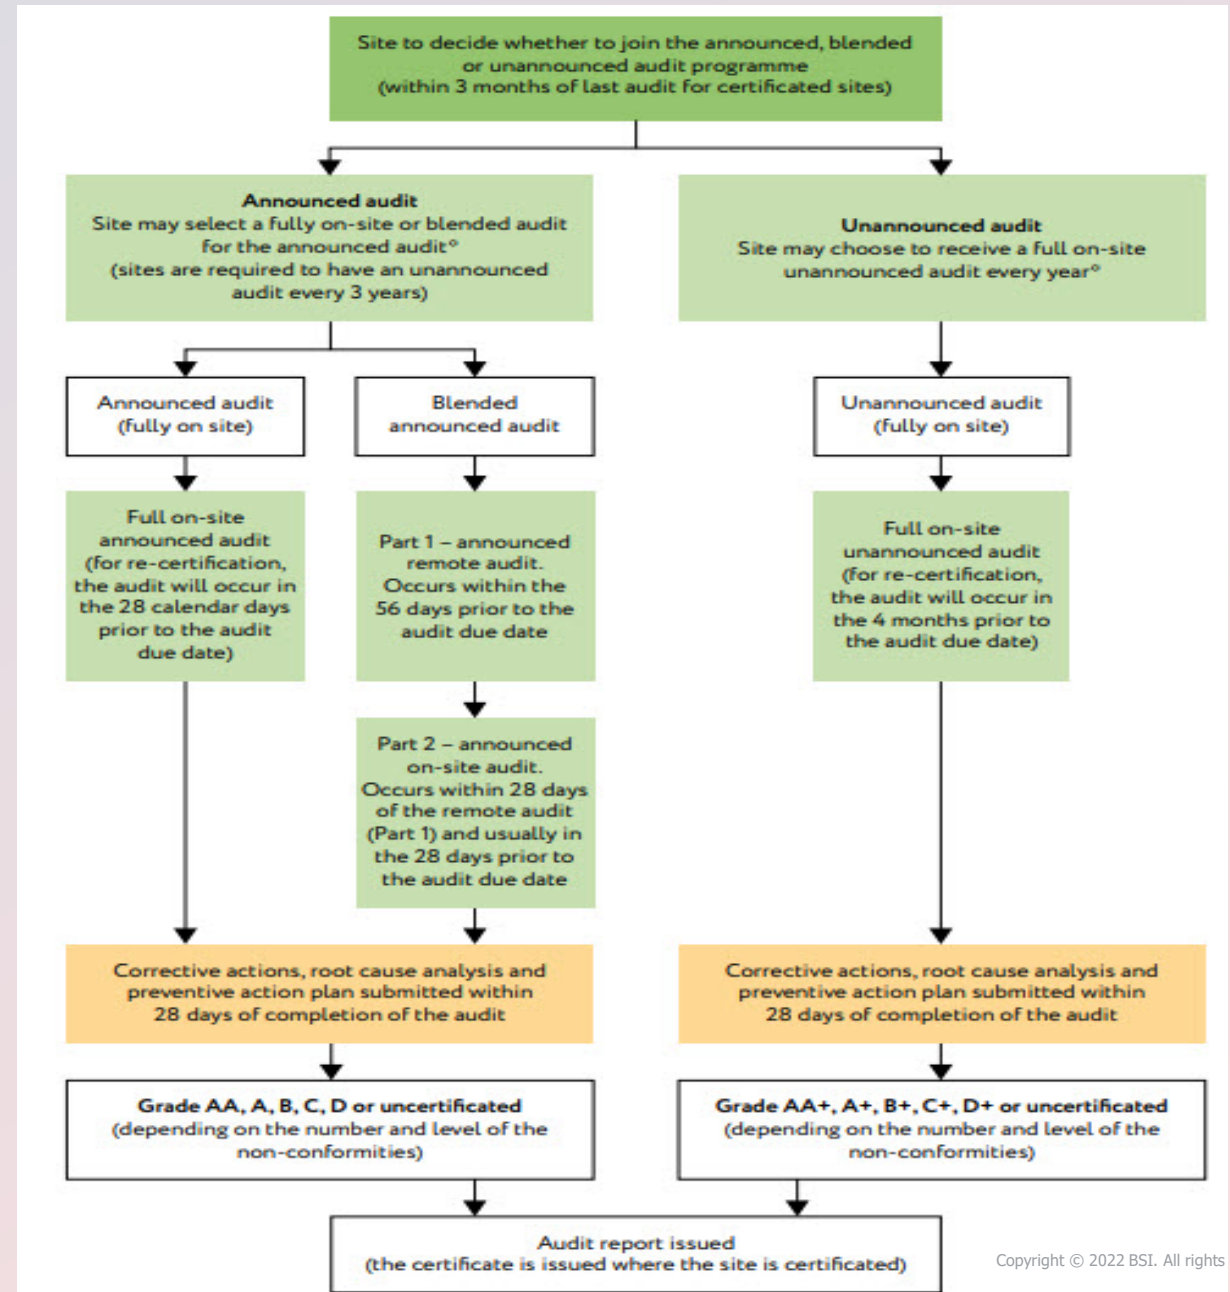 Site to decide whether to join the announced, blended
or unannounced audit programme
(within 3 months of last audit for certificated sites)
Announced audit
Site may select a fully on-site or blended audit
for the announced audit°
(sites are required to have an unannounced
audit every 3 years)
Unannounced audit
Site may choose to receive a full on-site
unannounced audit every year°
Announced audit
(fully on site)
Blended
announced audit
Unannounced audit
(fully on site)
Full on-site
announced audit
(for re-certification,
the audit will occur in
the 28 calendar days
prior to the audit
due date)
Part 1 – announced
remote audit.
Occurs within the
56 days prior to the
audit due date
Full on-site
unannounced audit
(for re-certification,
the audit will occur in
the 4 months prior to
the audit due date)
Part 2 – announced
on-site audit.
Occurs within 28 days
of the remote audit
(Part 1) and usually in
the 28 days prior to
the audit due date
Corrective actions, root cause analysis and
preventive action plan submitted within
28 days of completion of the audit
Corrective actions, root cause analysis and
preventive action plan submitted within
28 days of completion of the audit
Grade AA, A, B, C, D or uncertificated
(depending on the number and level of the
non-conformities)
Grade AA+, A+, B+, C+, D+ or uncertificated
(depending on the number and level of the
non-conformities)
Audit report issued
(the certificate is issued where the site is certificated)
Copyright © 2022 BSI. All rights